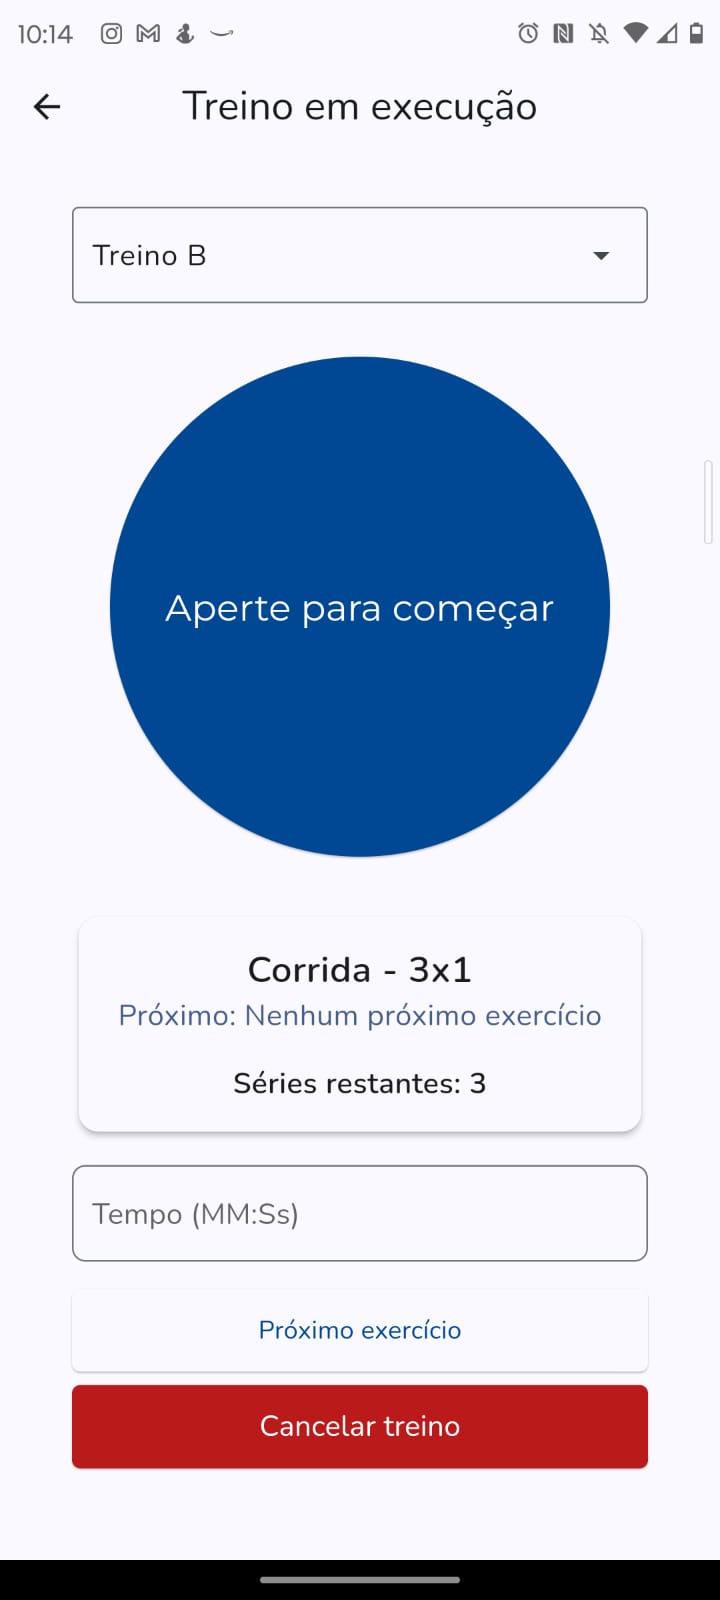 10:14
Treino em execução
Treino B
Aperte para começar
Corrida - 3x1
Próximo: Nenhum próximo exercício
Séries restantes: 3
Tempo (MM:Ss)
Próximo exercício
Cancelar treino